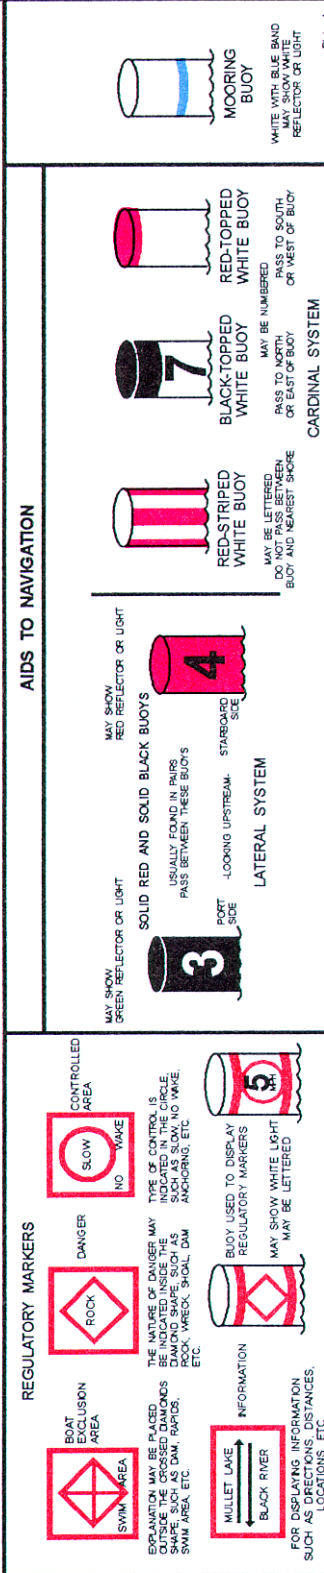 REGULATORY MARKERS
BOAT
EXCLUSION
AREA
SWIM AREA
EXPLANATION MAY BE PLACED
OUTSIDE THE CROSSED DIAMONDS
SHAPE, SUCH AS DAM, RAPIDS,
SWIM AREA, ETC.
DANGER
ROCK
THE NATURE OF DANGER MAY
BE INDICATED INSIDE THE
DIAMOND SHAPE, SUCH AS
ROCK, WRECK, SHOAL, DAM
ETC.
CONTROLLED
AREA
SLOW
NO WAKE
TYPE OF CONTROL IS
INDICATED IN THE CIRCLE,
SUCH AS SLOW, NO WAKE,
ANCHORING, ETC.
MULLET LAKE
BLACK RIVER
INFORMATION
FOR DISPLAYING INFORMATION
SUCH AS DIRECTIONS, DISTANCES,
LOCATIONS, ETC.
BUOY USED TO DISPLAY
REGULATORY MARKERS
MAY SHOW WHITE LIGHT
MAY BE LETTERED
5
MPH
AIDS TO NAVIGATION
MAY SHOW
GREEN REFLECTOR OR LIGHT
MAY SHOW
RED REFLECTOR OR LIGHT
SOLID RED AND SOLID BLACK BUOYS
USUALLY FOUND IN PAIRS
PASS BETWEEN THESE BUOYS
3
PORT
SIDE
-LOOKING UPSTREAM-
4
STARBOARD
SIDE
LATERAL SYSTEM
RED-STRIPED
WHITE BUOY
MAY BE LETTERED
DO NOT PASS BETWEEN
BUOY AND NEAREST SHORE
7
BLACK-TOPPED
WHITE BUOY
RED-TOPPED
WHITE BUOY
MAY BE NUMBERED
PASS TO NORTH
OR EAST OF BUOY
PASS TO SOUTH
OR WEST OF BUOY
CARDINAL SYSTEM
MOORING
BUOY
WHITE WITH BLUE BAND
MAY SHOW WHITE
REFLECTOR OR LIGHT